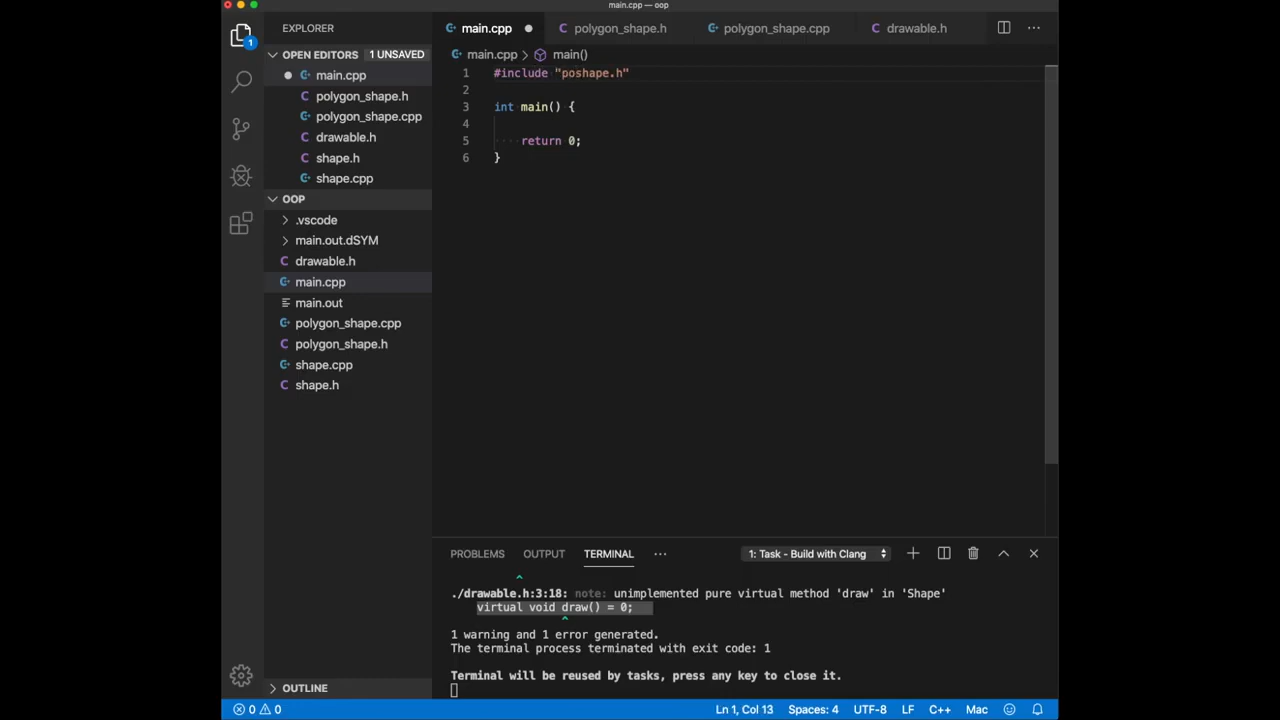 main.cpp — oop
EXPLORER
OPEN EDITORS 1 UNSAVED
main.cpp
polygon_shape.h
polygon_shape.cpp
drawable.h
shape.h
shape.cpp
OOP
.vscode
main.out.dSYM
drawable.h
main.cpp
main.out
polygon_shape.cpp
polygon_shape.h
shape.cpp
shape.h
OUTLINE
1
main.cpp polygon_shape.h polygon_shape.cpp drawable.h
main.cpp > main()
1 #include "poshape.h"
2
3 int main() {
4
5 return 0;
6 }
PROBLEMS OUTPUT TERMINAL 1: Task - Build with Clang
^
./drawable.h:3:18: note: unimplemented pure virtual method 'draw' in 'Shape'
virtual void draw() = 0;
^
1 warning and 1 error generated.
The terminal process terminated with exit code: 1
Terminal will be reused by tasks, press any key to close it.
0 0 Ln 1, Col 13 Spaces: 4 UTF-8 LF C++ Mac